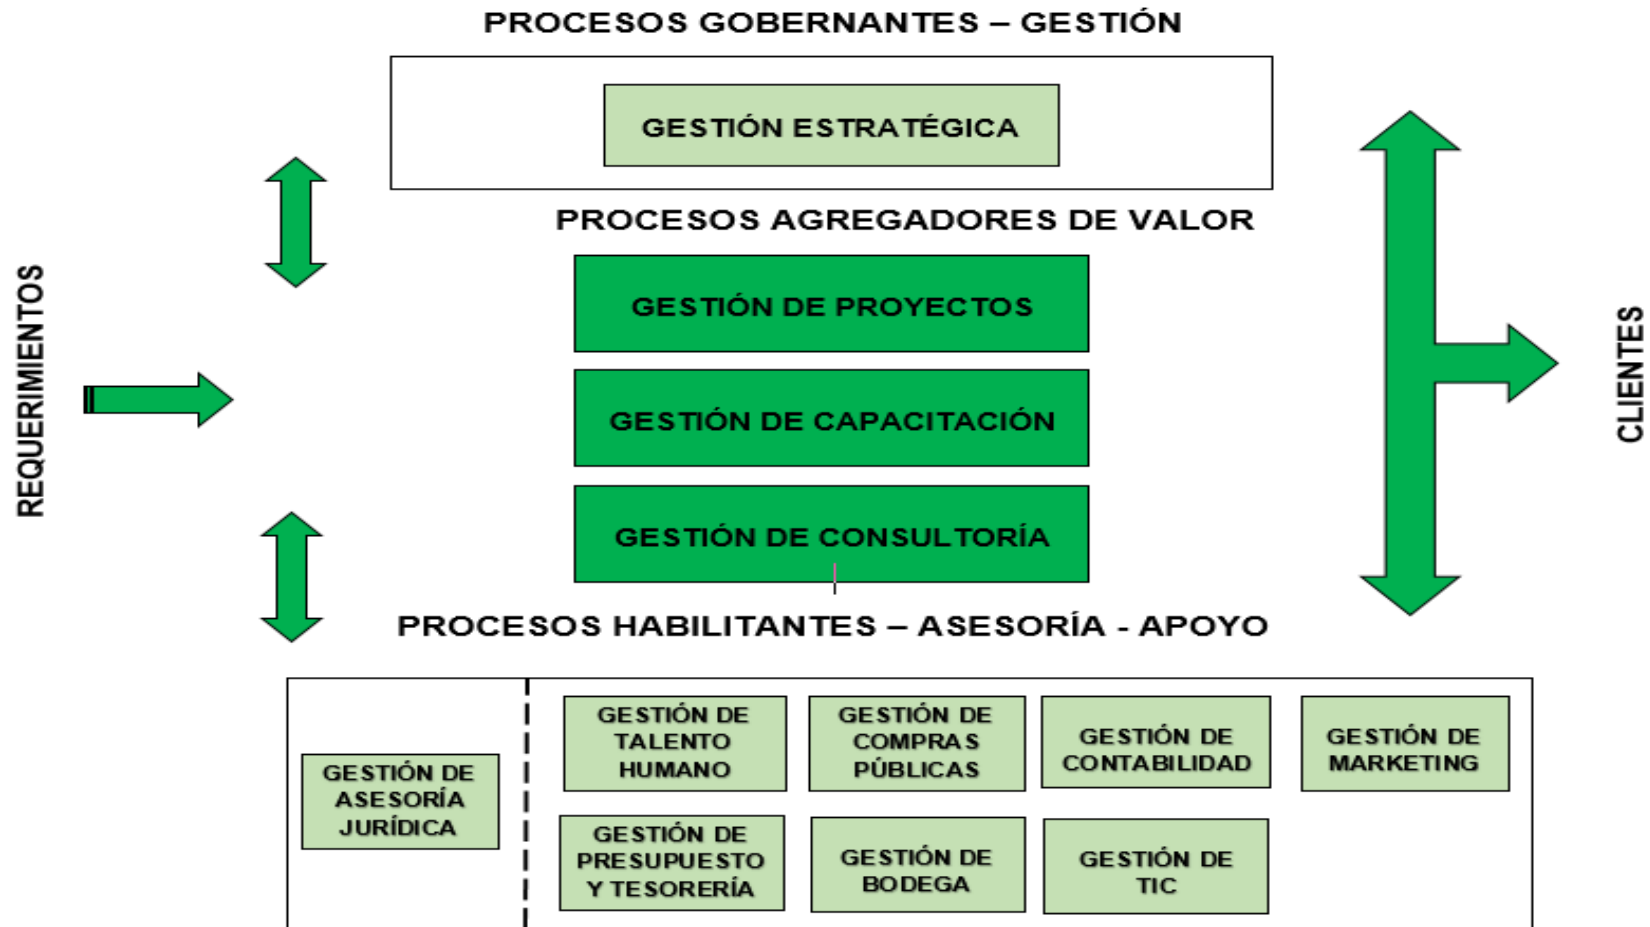 PROCESOS GOBERNANTES – GESTIÓN
GESTIÓN ESTRATÉGICA
PROCESOS AGREGADORES DE VALOR
GESTIÓN DE PROYECTOS
GESTIÓN DE CAPACITACIÓN
GESTIÓN DE CONSULTORÍA
REQUERIMIENTOS
CLIENTES
PROCESOS HABILITANTES – ASESORÍA - APOYO
GESTIÓN DE
ASESORÍA
JURÍDICA
GESTIÓN DE
TALENTO
HUMANO
GESTIÓN DE
COMPRAS
PÚBLICAS
GESTIÓN DE
CONTABILIDAD
GESTIÓN DE
MARKETING
GESTIÓN DE
PRESUPUESTO
Y TESORERÍA
GESTIÓN DE
BODEGA
GESTIÓN DE
TIC